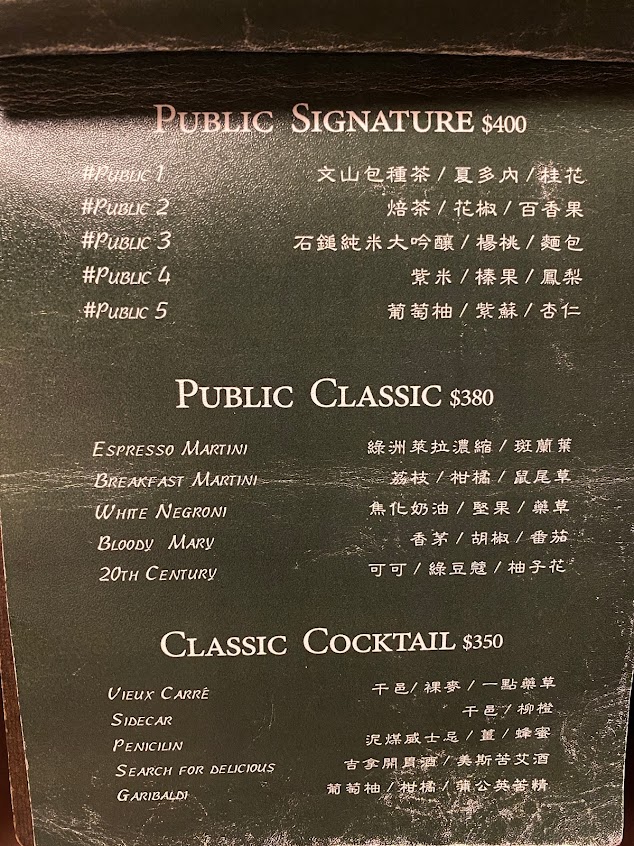 PUBLIC SIGNATURE $400
#PUBLIC 1 文山包種茶 / 夏多內 / 桂花
#PUBLIC 2 焙茶 / 花椒 / 百香果
#PUBLIC 3 石鎚純米大吟釀 / 楊桃 / 麵包
#PUBLIC 4 紫米 / 榛果 / 鳳梨
#PUBLIC 5 葡萄柚 / 紫蘇 / 杏仁
PUBLIC CLASSIC $380
ESPRESSO MARTINI 綠洲萊拉濃縮 / 斑蘭葉
BREAKFAST MARTINI 荔枝 / 柑橘 / 鼠尾草
WHITE NEGRONI 焦化奶油 / 堅果 / 藥草
BLOODY MARY 香茅 / 胡椒 / 番茄
20TH CENTURY 可可 / 綠豆蔻 / 柚子花
CLASSIC COCKTAIL $350
VIEUX CARRÉ 干邑 / 裸麥 / 一點藥草
SIDECAR 干邑 / 柳橙
PENICILIN 泥煤威士忌 / 薑 / 蜂蜜
SEARCH FOR DELICIOUS 吉拿開胃酒 / 美斯苦艾酒
GARIBALDI 葡萄柚 / 柑橘 / 蒲公英苦精